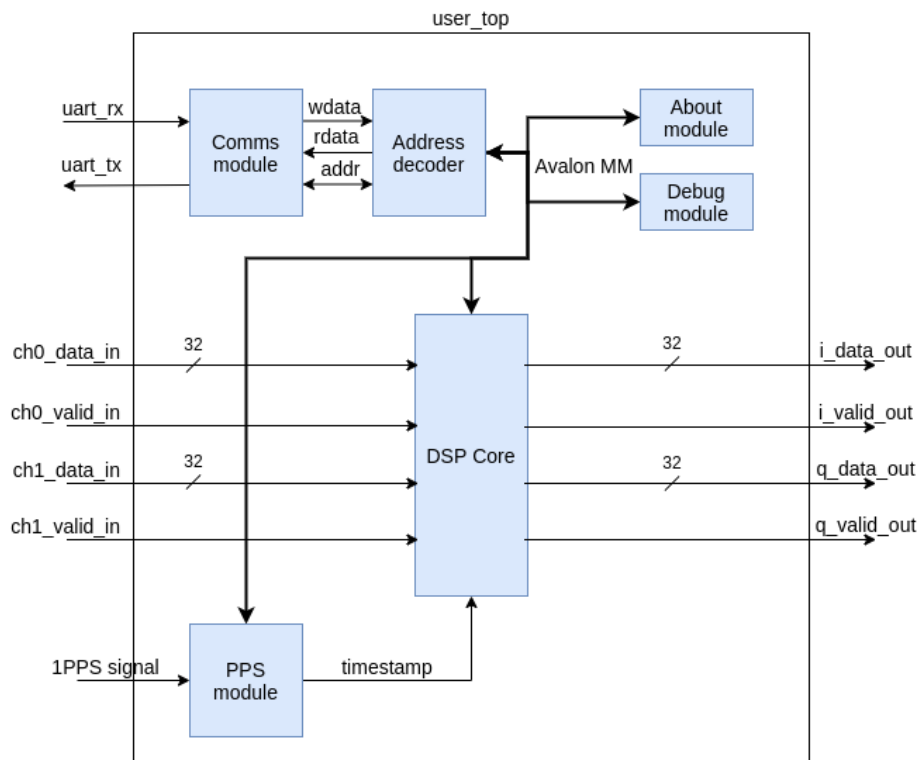 user_top
uart_rx
uart_tx
Comms
module
wdata
rdata
addr
Address
decoder
Avalon MM
About
module
Debug
module
ch0_data_in
32
ch0_valid_in
ch1_data_in
32
ch1_valid_in
DSP Core
32
i_data_out
i_valid_out
32
q_data_out
q_valid_out
1PPS signal
PPS
module
timestamp